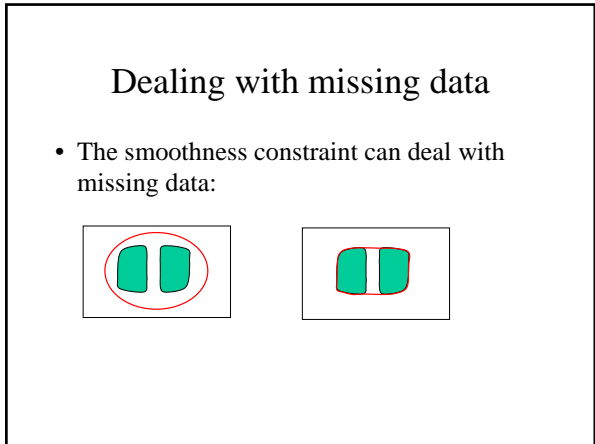 Dealing with missing data
• The smoothness constraint can deal with
missing data: